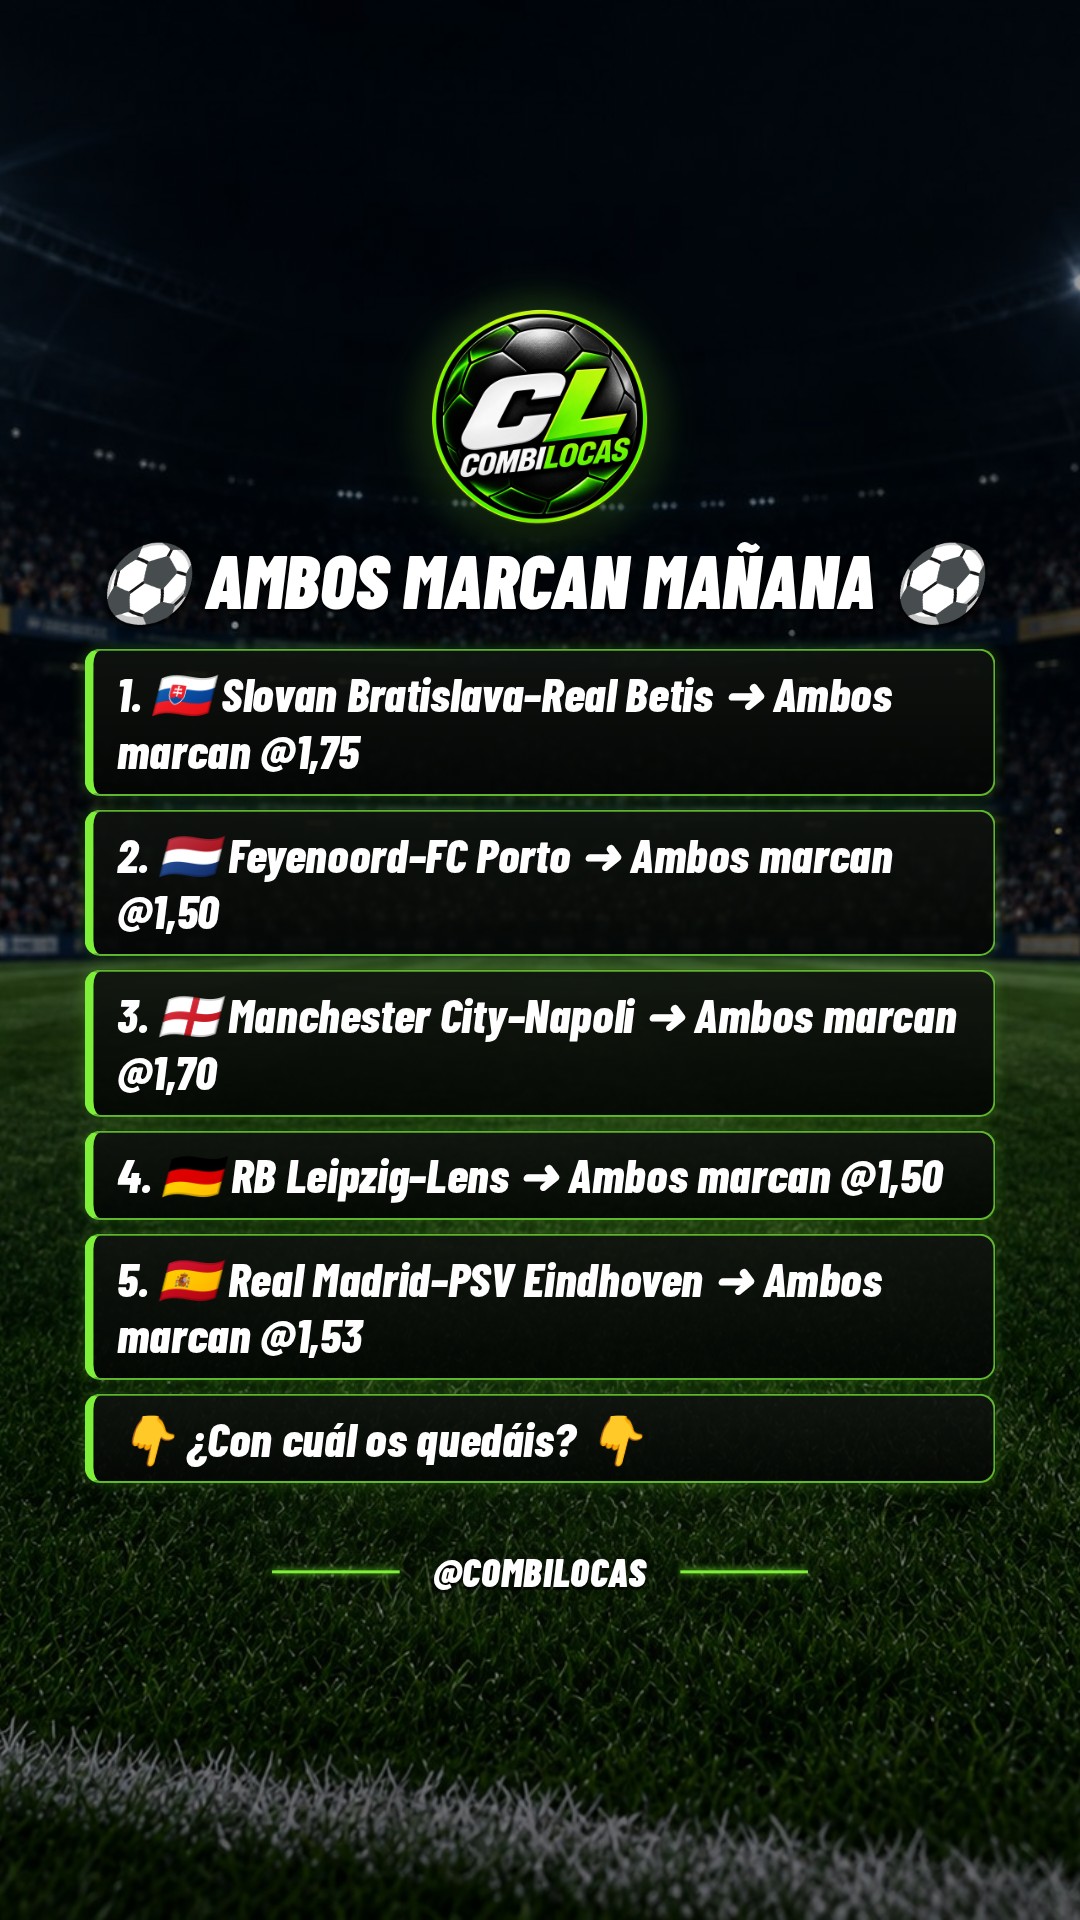 CL
COMBILOCAS
⚽ AMBOS MARCAN MAÑANA ⚽
1. 🇸🇰 Slovan Bratislava-Real Betis ➜ Ambos
marcan @1,75
2. 🇳🇱 Feyenoord-FC Porto ➜ Ambos marcan
@1,50
3. 🏴󠁧󠁢󠁥󠁮󠁧󠁿 Manchester City-Napoli ➜ Ambos marcan
@1,70
4. 🇩🇪 RB Leipzig-Lens ➜ Ambos marcan @1,50
5. 🇪🇸 Real Madrid-PSV Eindhoven ➜ Ambos
marcan @1,53
👇 ¿Con cuál os quedáis? 👇
@COMBILOCAS